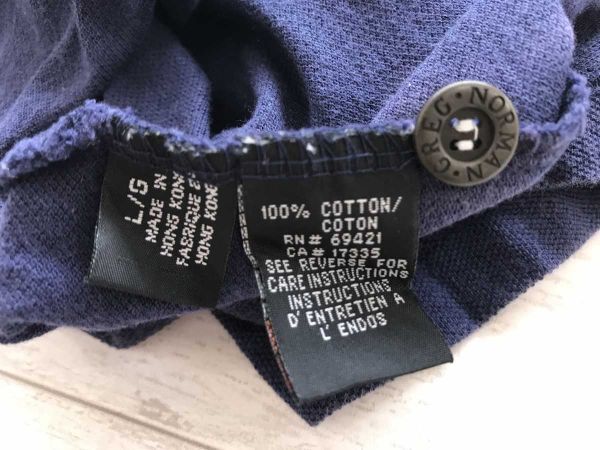 L/G
MADE IN
HONG KONG
FABRIQUE
HONG KONG
100% COTTON/
COTON
RN# 69421
CA# 17335
SEE REVERSE FOR
CARE INSTRUCTIONS
INSTRUCTIONS
D'ENTRETIEN A
L'ENDOS
GREG • NORMAN •